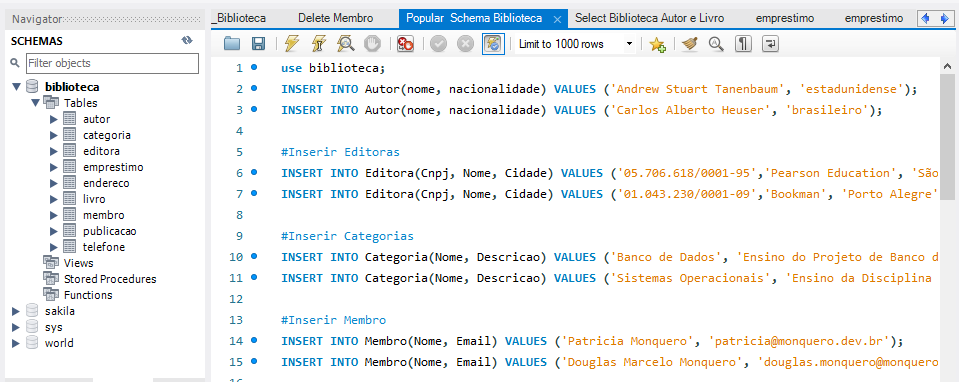 Navigator
_Biblioteca Delete Membro Popular Schema Biblioteca Select Biblioteca Autor e Livro emprestimo emprestimo
SCHEMAS
Filter objects
biblioteca
Tables
autor
categoria
editora
emprestimo
endereco
livro
membro
publicacao
telefone
Views
Stored Procedures
Functions
sakila
sys
world
Limit to 1000 rows
1 use biblioteca;
2 INSERT INTO Autor(nome, nacionalidade) VALUES ('Andrew Stuart Tanenbaum', 'estadunidense');
3 INSERT INTO Autor(nome, nacionalidade) VALUES ('Carlos Alberto Heuser', 'brasileiro');
4
5 #Inserir Editoras
6 INSERT INTO Editora(Cnpj, Nome, Cidade) VALUES ('05.706.618/0001-95','Pearson Education', 'São
7 INSERT INTO Editora(Cnpj, Nome, Cidade) VALUES ('01.043.230/0001-09','Bookman', 'Porto Alegre'
8
9 #Inserir Categorias
10 INSERT INTO Categoria(Nome, Descricao) VALUES ('Banco de Dados', 'Ensino do Projeto de Banco d
11 INSERT INTO Categoria(Nome, Descricao) VALUES ('Sistemas Operacionais', 'Ensino da Disciplina
12
13 #Inserir Membro
14 INSERT INTO Membro(Nome, Email) VALUES ('Patricia Monquero', 'patricia@monquero.dev.br');
15 INSERT INTO Membro(Nome, Email) VALUES ('Douglas Marcelo Monquero', 'douglas.monquero@monquero